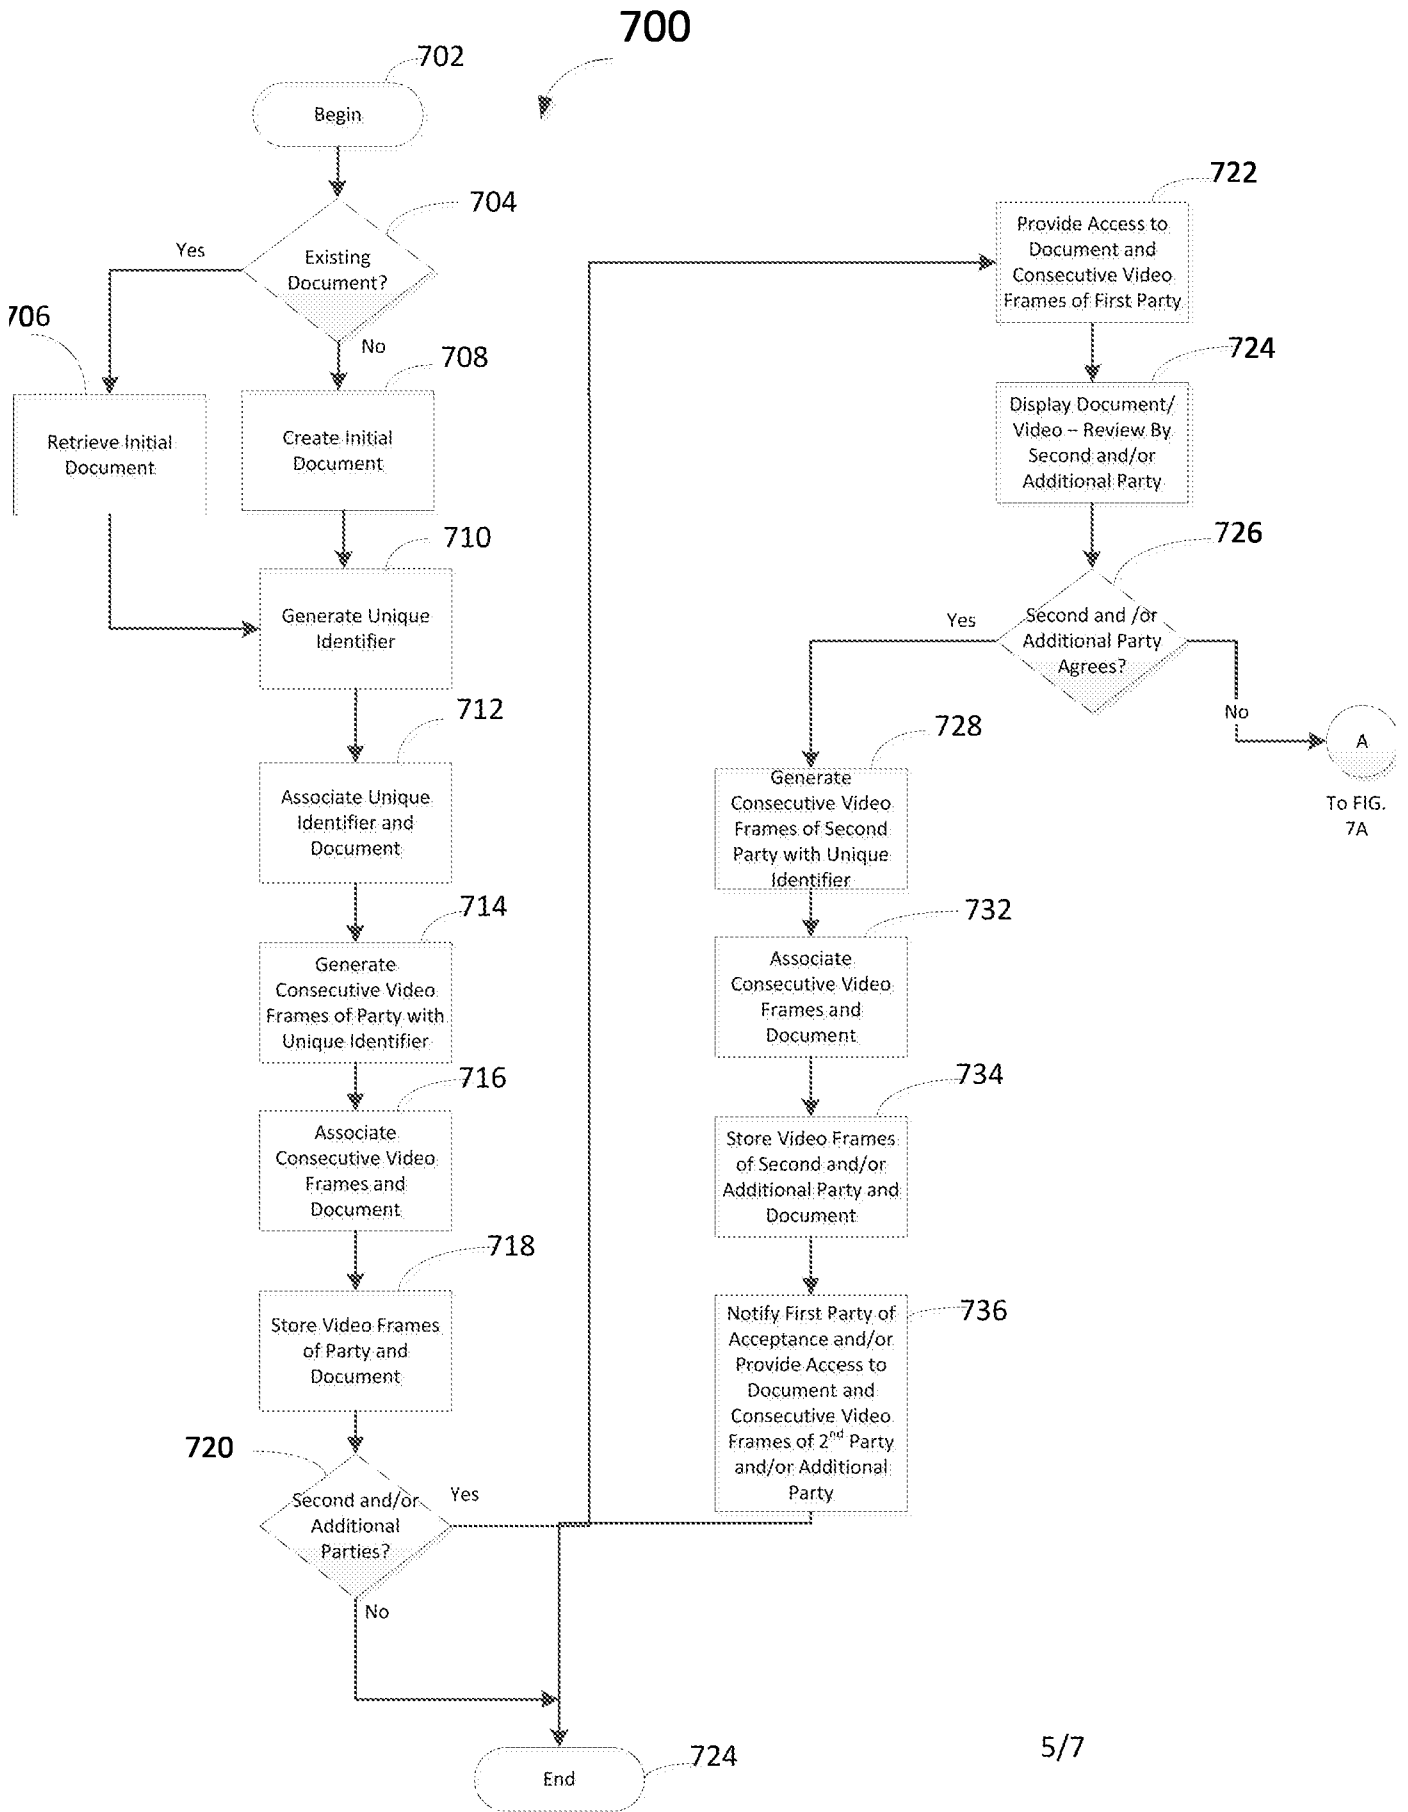 700
702
Begin
704
Existing
Document?
Yes
No
706
Retrieve Initial
Document
708
Create Initial
Document
710
Generate Unique
Identifier
712
Associate Unique
Identifier and
Document
714
Generate
Consecutive Video
Frames of Party with
Unique Identifier
716
Associate
Consecutive Video
Frames and
Document
718
Store Video Frames
of Party and
Document
720
Second and/or
Additional
Parties?
Yes
No
722
Provide Access to
Document and
Consecutive Video
Frames of First Party
724
Display Document/
Video – Review By
Second and/or
Additional Party
726
Second and /or
Additional Party
Agrees?
Yes
No
A
To FIG.
7A
728
Generate
Consecutive Video
Frames of Second
Party with Unique
Identifier
732
Associate
Consecutive Video
Frames and
Document
734
Store Video Frames
of Second and/or
Additional Party and
Document
736
Notify First Party of
Acceptance and/or
Provide Access to
Document and
Consecutive Video
Frames of 2nd Party
and/or Additional
Party
724
End
5/7